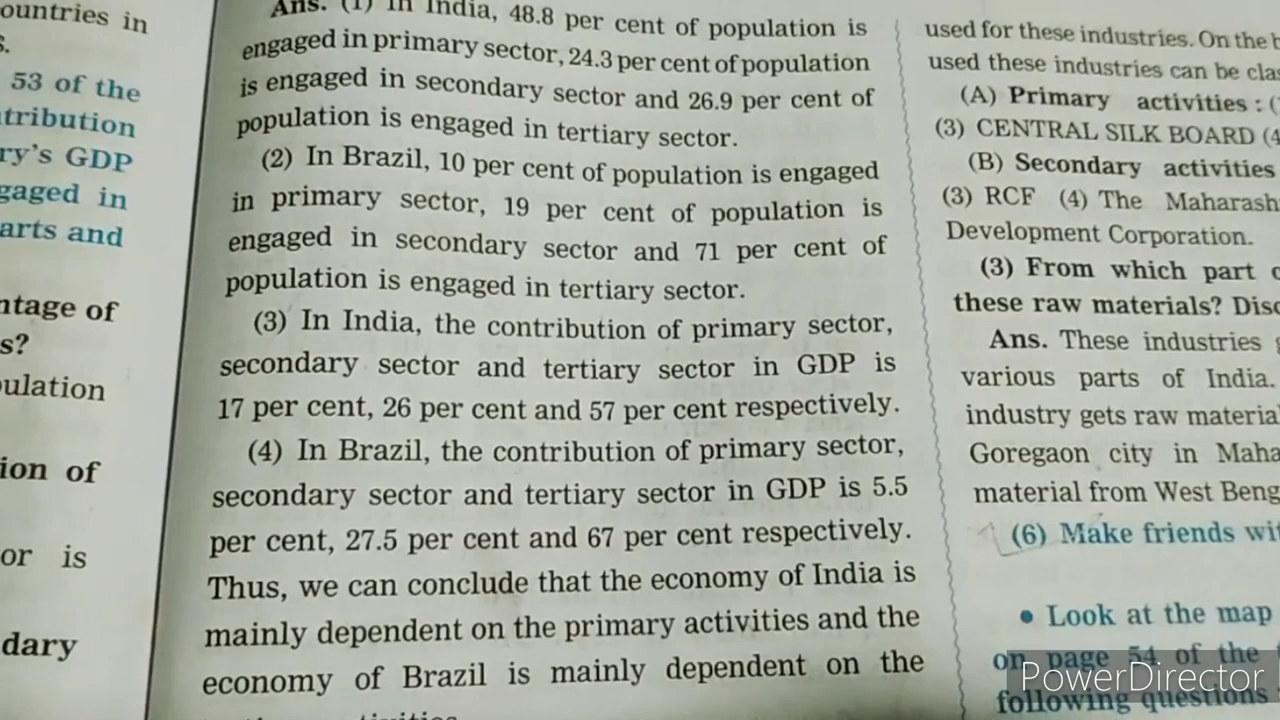 ountries in
s.
53 of the
tribution
ry's GDP
gaged in
arts and
ntage of
s?
ulation
ion of
or is
dary
Ans. (1) In India, 48.8 per cent of population is
engaged in primary sector, 24.3 per cent of population
is engaged in secondary sector and 26.9 per cent of
population is engaged in tertiary sector.
(2) In Brazil, 10 per cent of population is engaged
in primary sector, 19 per cent of population is
engaged in secondary sector and 71 per cent of
population is engaged in tertiary sector.
(3) In India, the contribution of primary sector,
secondary sector and tertiary sector in GDP is
17 per cent, 26 per cent and 57 per cent respectively.
(4) In Brazil, the contribution of primary sector,
secondary sector and tertiary sector in GDP is 5.5
per cent, 27.5 per cent and 67 per cent respectively.
Thus, we can conclude that the economy of India is
mainly dependent on the primary activities and the
economy of Brazil is mainly dependent on the
used for these industries. On the b
used these industries can be clas
(A) Primary activities : (
(3) CENTRAL SILK BOARD (4
(B) Secondary activities
(3) RCF (4) The Maharash
Development Corporation.
(3) From which part o
these raw materials? Disc
Ans. These industries g
various parts of India.
industry gets raw materia
Goregaon city in Maha
material from West Beng
(6) Make friends wit
• Look at the map
on page 54 of the
following questions
PowerDirector